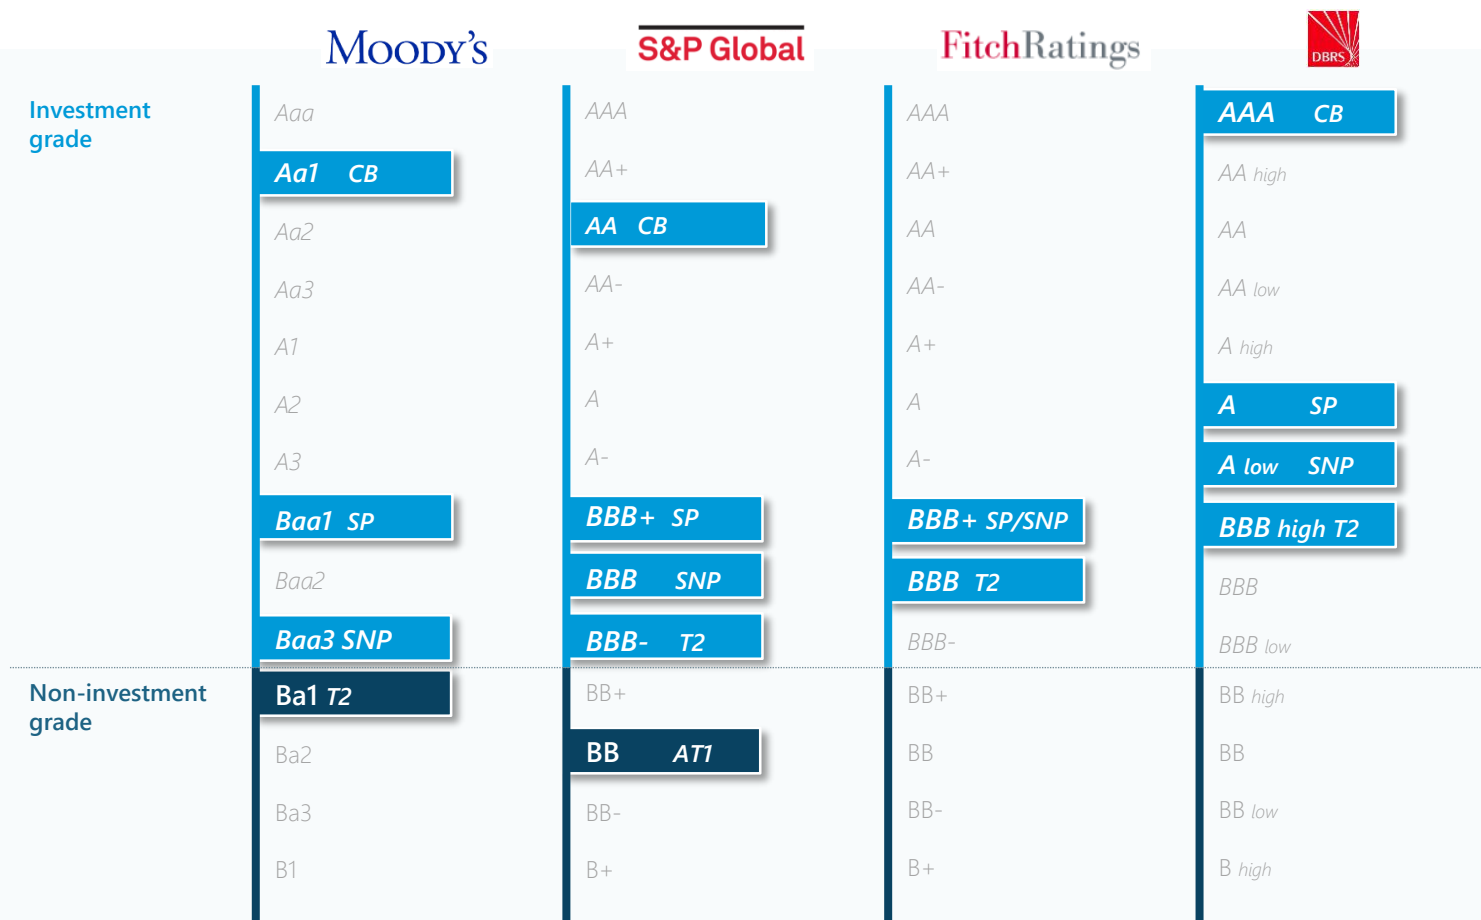 MOODY'S S&P Global FitchRatings DBRS
Investment grade
Aaa AAA AAA AAA CB
Aa1 CB AA+ AA+ AA high
Aa2 AA CB AA AA
Aa3 AA- AA- AA low
A1 A+ A+ A high
A2 A A A SP
A3 A- A- A low SNP
Baa1 SP BBB+ SP BBB+ SP/SNP BBB high T2
Baa2 BBB SNP BBB T2 BBB
Baa3 SNP BBB- T2 BBB- BBB low
Non-investment grade
Ba1 T2 BB+ BB+ BB high
Ba2 BB AT1 BB BB
Ba3 BB- BB- BB low
B1 B+ B+ B high